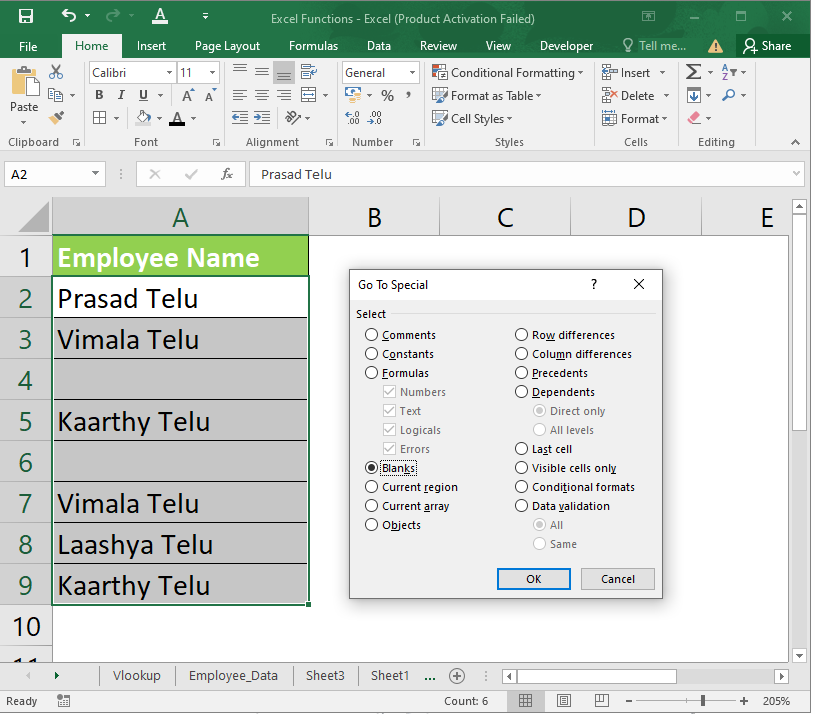 Excel Functions - Excel (Product Activation Failed)
File Home Insert Page Layout Formulas Data Review View Developer Tell me... Share
Paste
Calibri 11
B I U
A A
A
General
% ,
Conditional Formatting
Format as Table
Cell Styles
Insert
Delete
Format
Clipboard Font Alignment Number Styles Cells Editing
A2 fx Prasad Telu
A B C D E
1 Employee Name
2 Prasad Telu
3 Vimala Telu
4
5 Kaarthy Telu
6
7 Vimala Telu
8 Laashya Telu
9 Kaarthy Telu
10
Go To Special ?
Select
Comments
Constants
Formulas
Numbers
Text
Logicals
Errors
Blanks
Current region
Current array
Objects
Row differences
Column differences
Precedents
Dependents
Direct only
All levels
Last cell
Visible cells only
Conditional formats
Data validation
All
Same
OK Cancel
Vlookup Employee_Data Sheet3 Sheet1 ...
Ready Count: 6 205%